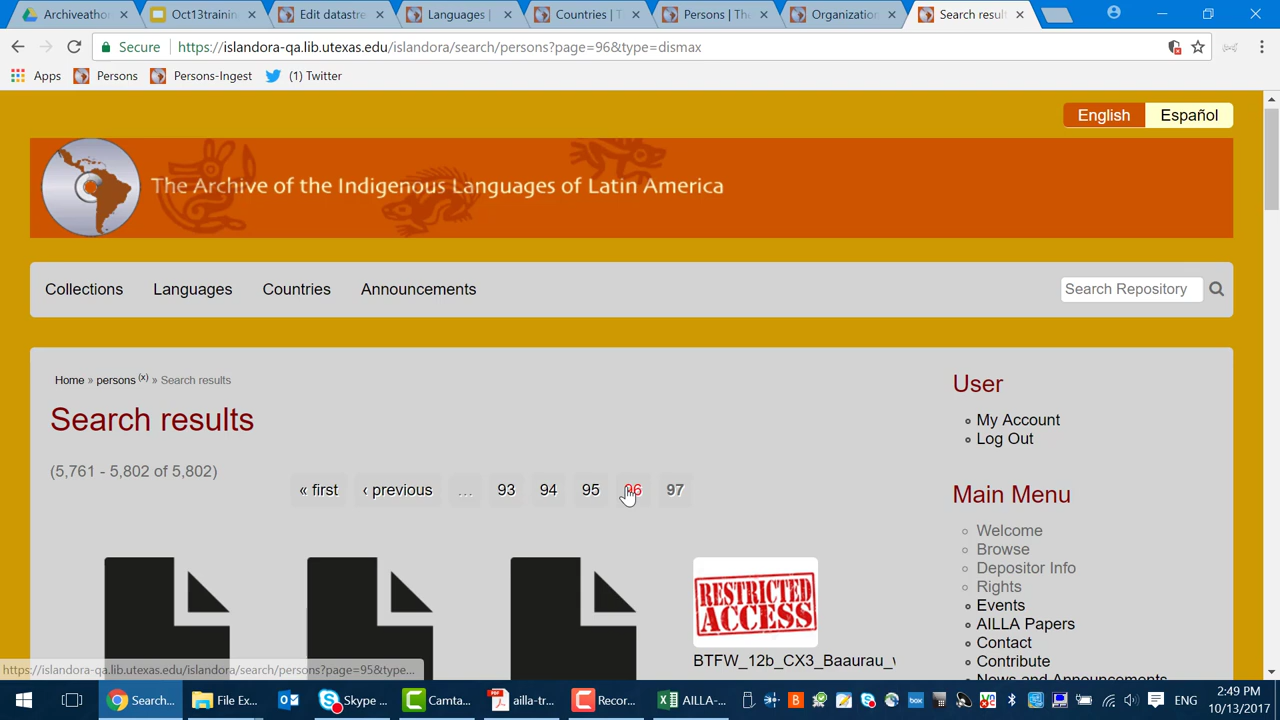 Archiveatho
Oct13trainin
Edit datastre
Languages |
Countries | T
Persons | The
Organization
Search resul
Secure
https://islandora-qa.lib.utexas.edu/islandora/search/persons?page=96&type=dismax
Apps
Persons
Persons-Ingest
(1) Twitter
English
Español
The Archive of the Indigenous Languages of Latin America
Collections
Languages
Countries
Announcements
Search Repository
Home » persons (x) » Search results
Search results
(5,761 - 5,802 of 5,802)
« first
‹ previous
…
93
94
95
96
97
RESTRICTED
ACCESS
BTFW_12b_CX3_Baaurau_
User
My Account
Log Out
Main Menu
Welcome
Browse
Depositor Info
Rights
Events
AILLA Papers
Contact
Contribute
News and Announcements
https://islandora-qa.lib.utexas.edu/islandora/search/persons?page=95&type...
Search...
File Ex...
Skype ...
Camta...
ailla-tr...
Recor...
AILLA-...
ENG
2:49 PM
10/13/2017